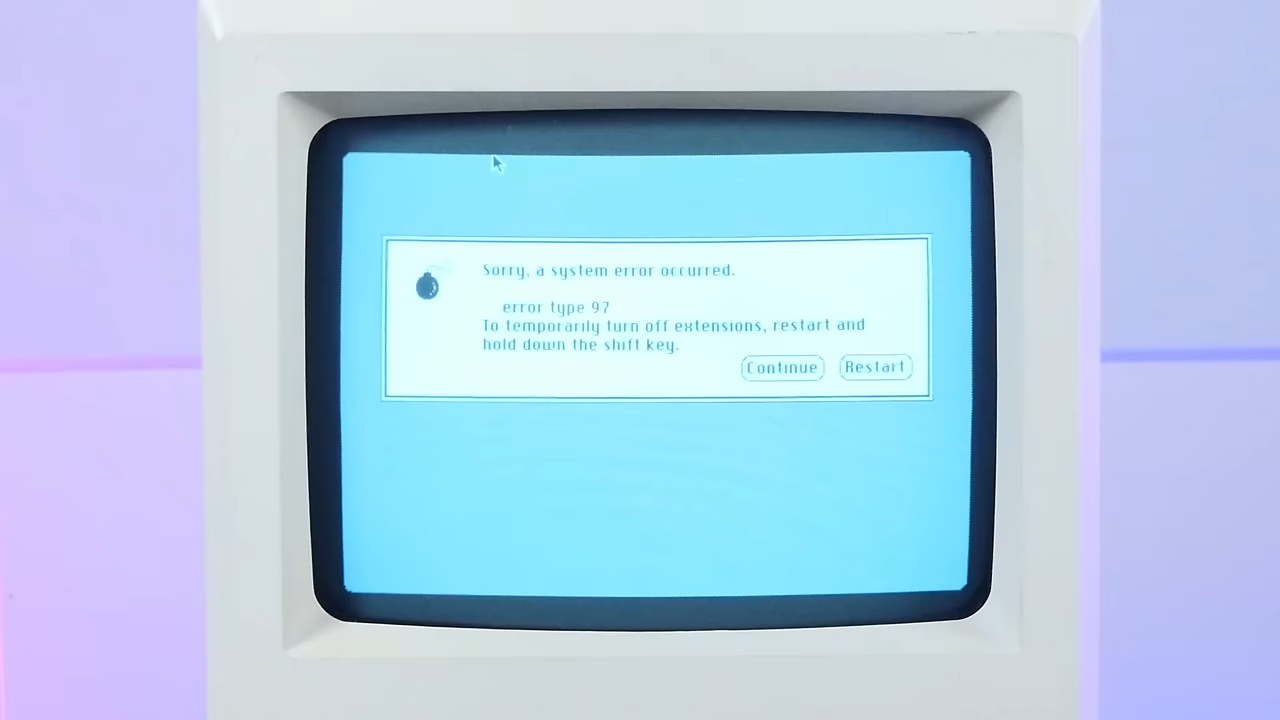 Sorry, a system error occurred.
error type 97
To temporarily turn off extensions, restart and
hold down the shift key.
Continue Restart